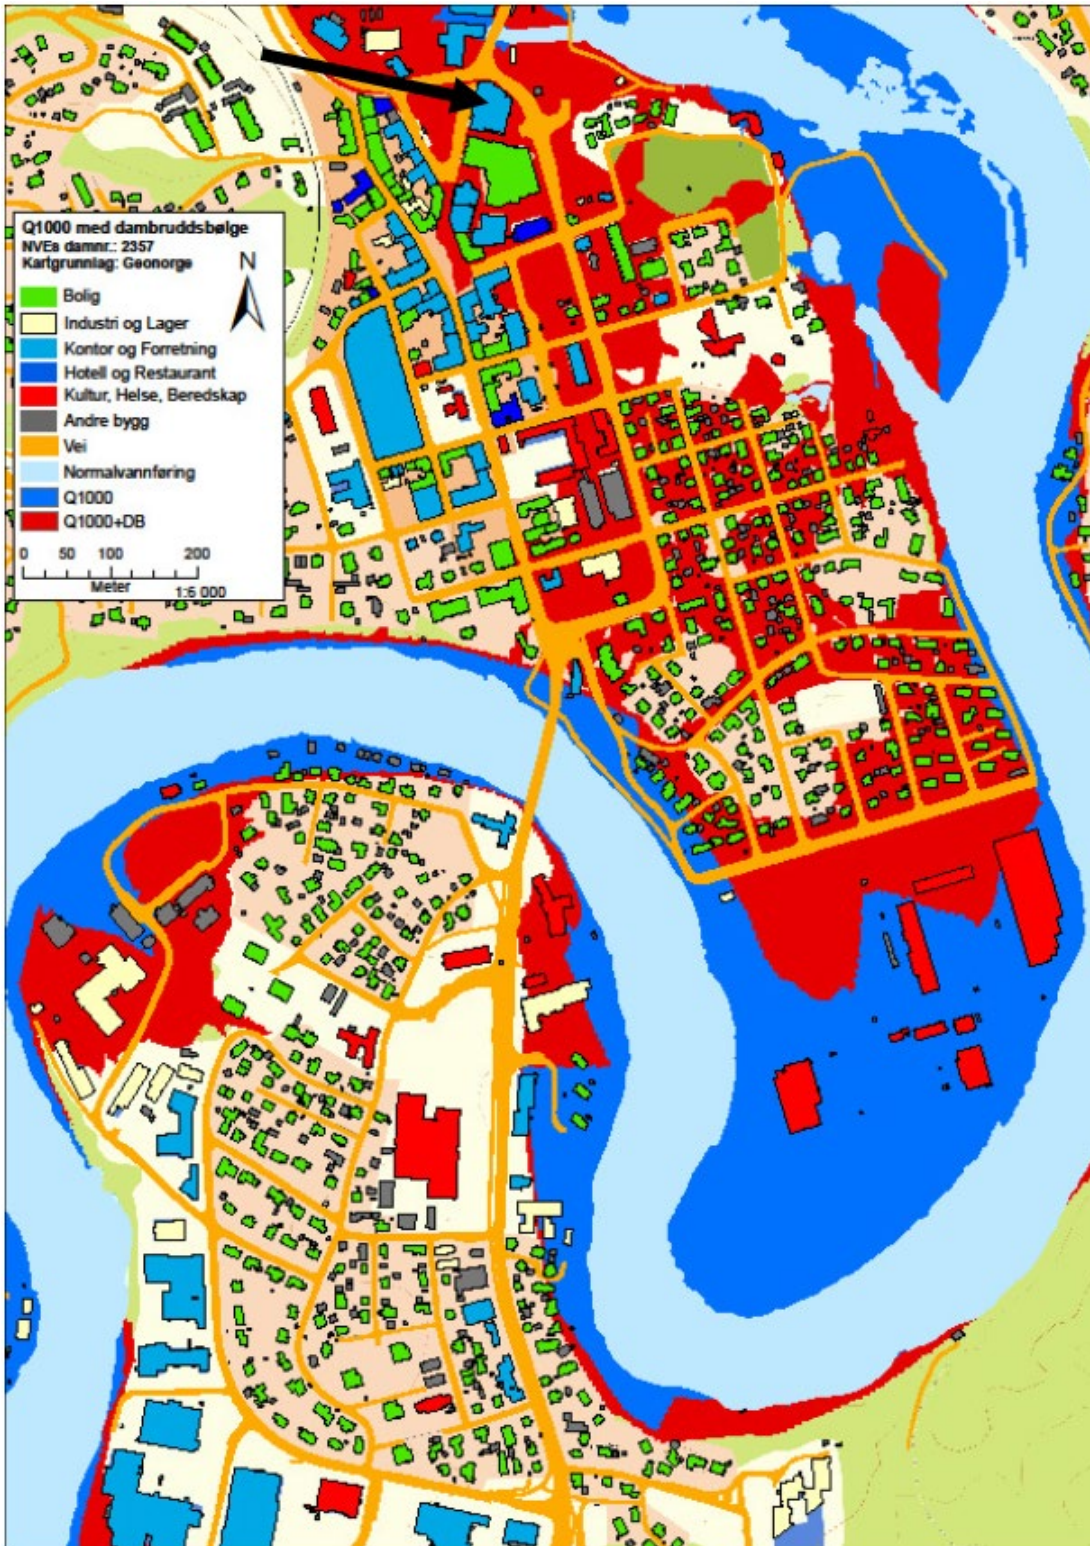 Q1000 med dambruddsbølge
NVEs damnr.: 2357
Kartgrunnlag: Geonorge
N
Bolig
Industri og Lager
Kontor og Forretning
Hotell og Restaurant
Kultur, Helse, Beredskap
Andre bygg
Vei
Normalvannføring
Q1000
Q1000+DB
0 50 100 200
Meter 1:6 000